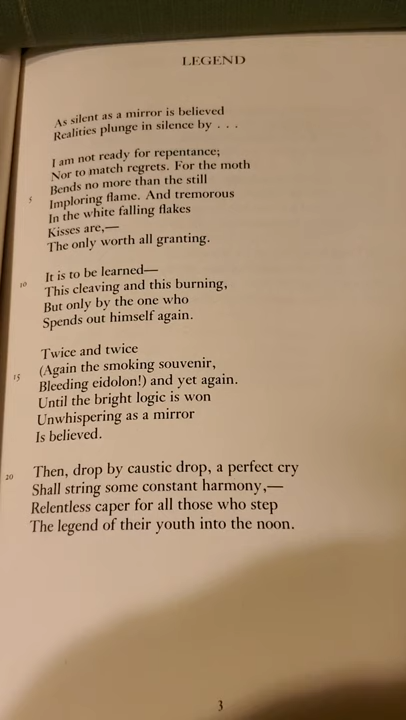 LEGEND
As silent as a mirror is believed
Realities plunge in silence by . . .
I am not ready for repentance;
Nor to match regrets. For the moth
Bends no more than the still
5 Imploring flame. And tremorous
In the white falling flakes
Kisses are,—
The only worth all granting.
It is to be learned—
10 This cleaving and this burning,
But only by the one who
Spends out himself again.
Twice and twice
(Again the smoking souvenir,
15 Bleeding eidolon!) and yet again.
Until the bright logic is won
Unwhispering as a mirror
Is believed.
Then, drop by caustic drop, a perfect cry
20 Shall string some constant harmony,—
Relentless caper for all those who step
The legend of their youth into the noon.
3